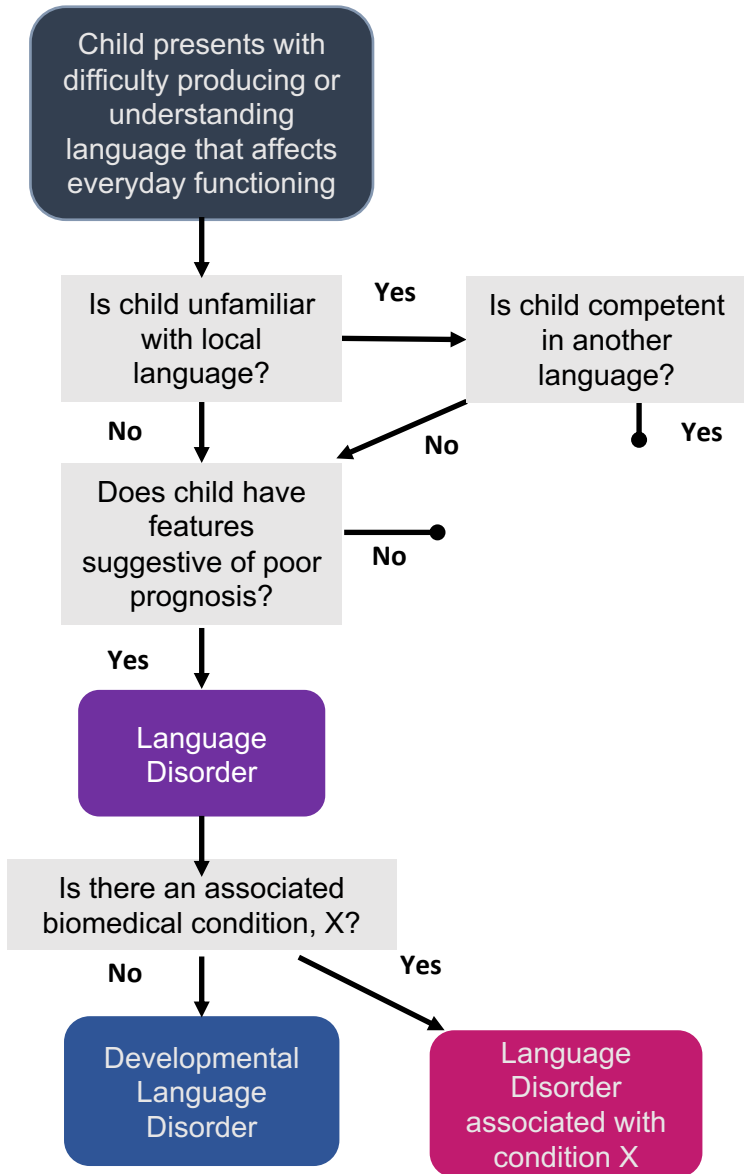 Child presents with
difficulty producing or
understanding
language that affects
everyday functioning
Is child unfamiliar
with local
language?
Yes
Is child competent
in another
language?
No
No
Yes
Does child have
features
suggestive of poor
prognosis?
No
Yes
Language
Disorder
Is there an associated
biomedical condition, X?
No
Yes
Developmental
Language
Disorder
Language
Disorder
associated with
condition X